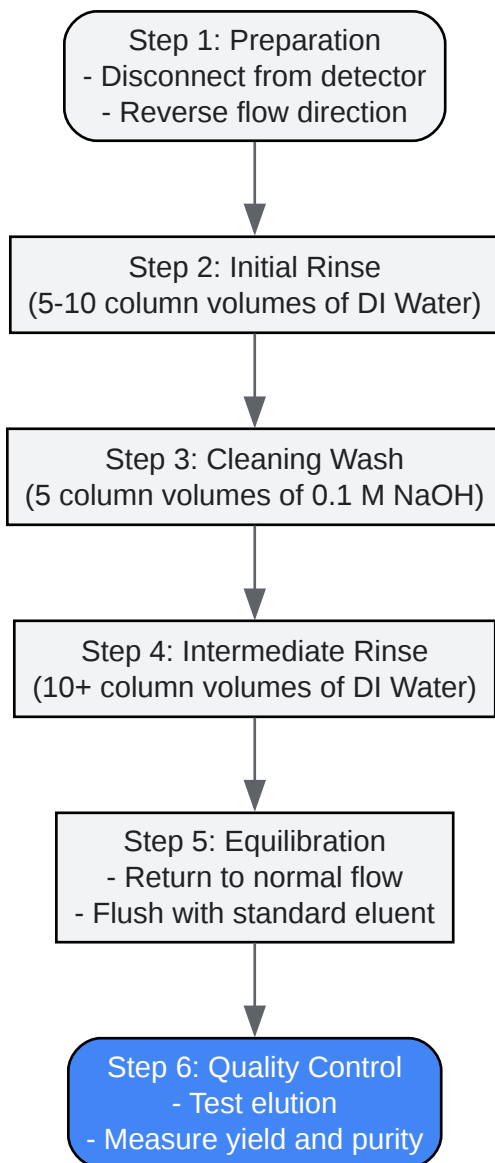 Step 1: Preparation
- Disconnect from detector
- Reverse flow direction
Step 2: Initial Rinse
(5-10 column volumes of DI Water)
Step 3: Cleaning Wash
(5 column volumes of 0.1 M NaOH)
Step 4: Intermediate Rinse
(10+ column volumes of DI Water)
Step 5: Equilibration
- Return to normal flow
- Flush with standard eluent
Step 6: Quality Control
- Test elution
- Measure yield and purity